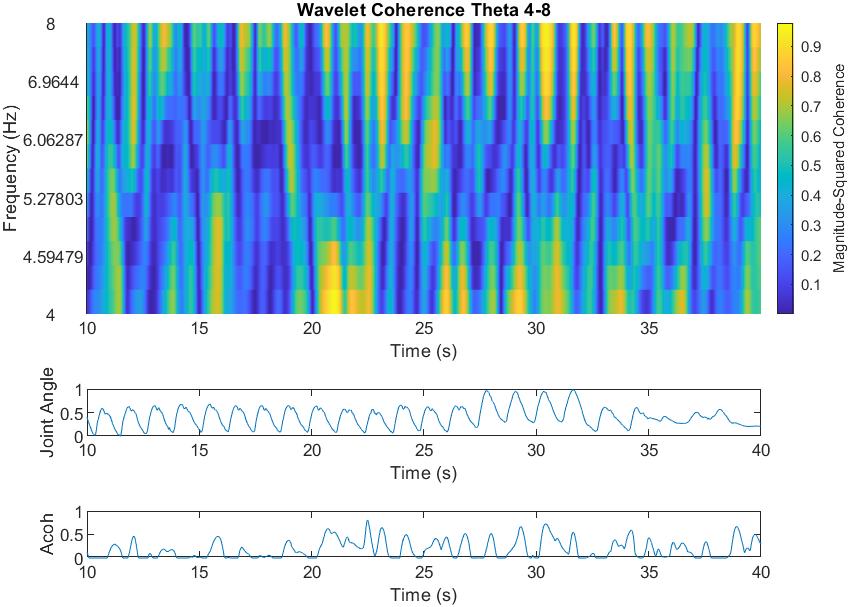 Wavelet Coherence Theta 4-8
8
6.9644
6.06287
5.27803
4.59479
4
Frequency (Hz)
10 15 20 25 30 35
Time (s)
0.9
0.8
0.7
0.6
0.5
0.4
0.3
0.2
0.1
Magnitude-Squared Coherence
Joint Angle
1
0.5
0
10 15 20 25 30 35 40
Time (s)
Acoh
1
0.5
0
10 15 20 25 30 35 40
Time (s)